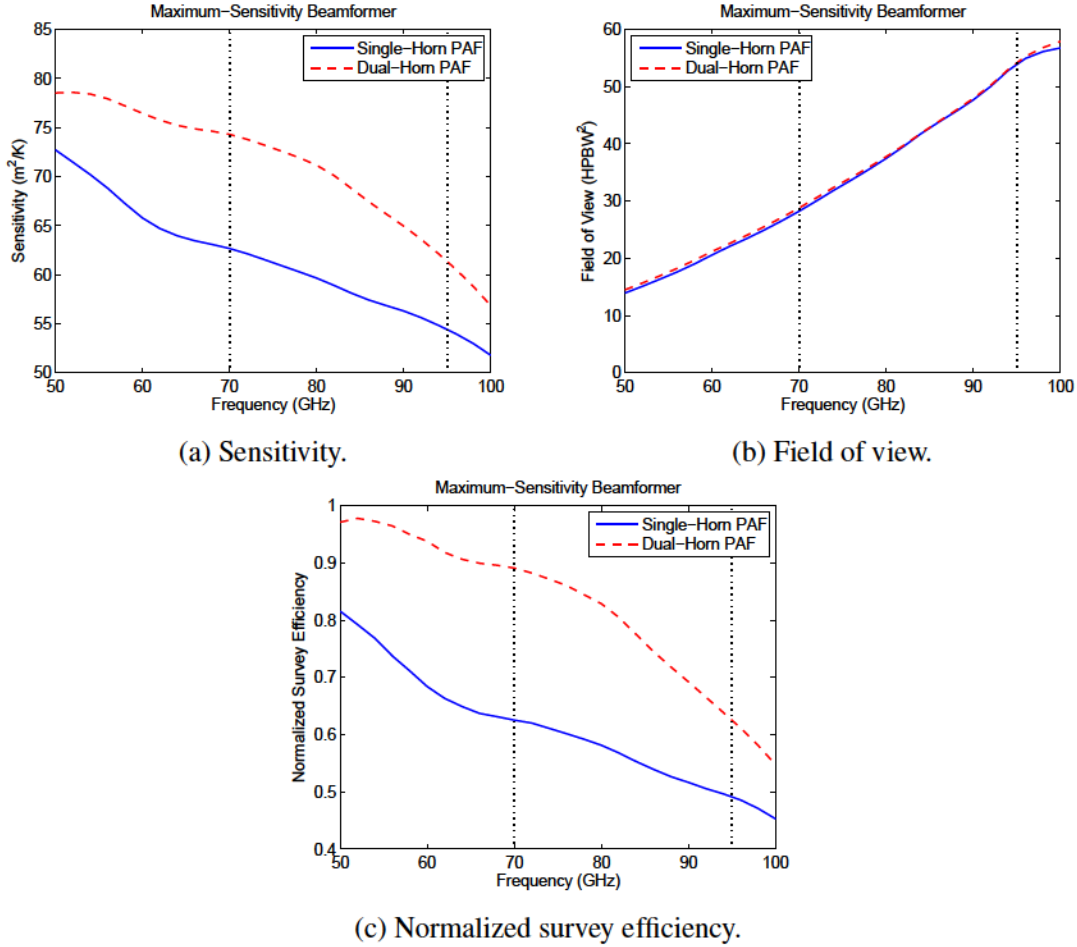 Maximum−Sensitivity Beamformer
Single−Horn PAF
Dual−Horn PAF
85
80
75
70
65
60
55
50
Sensitivity (m²/K)
50 60 70 80 90 100
Frequency (GHz)
(a) Sensitivity.
Maximum−Sensitivity Beamformer
Single−Horn PAF
Dual−Horn PAF
60
50
40
30
20
10
0
Field of View (HPBW²)
50 60 70 80 90 100
Frequency (GHz)
(b) Field of view.
Maximum−Sensitivity Beamformer
Single−Horn PAF
Dual−Horn PAF
1
0.9
0.8
0.7
0.6
0.5
0.4
Normalized Survey Efficiency
50 60 70 80 90 100
Frequency (GHz)
(c) Normalized survey efficiency.